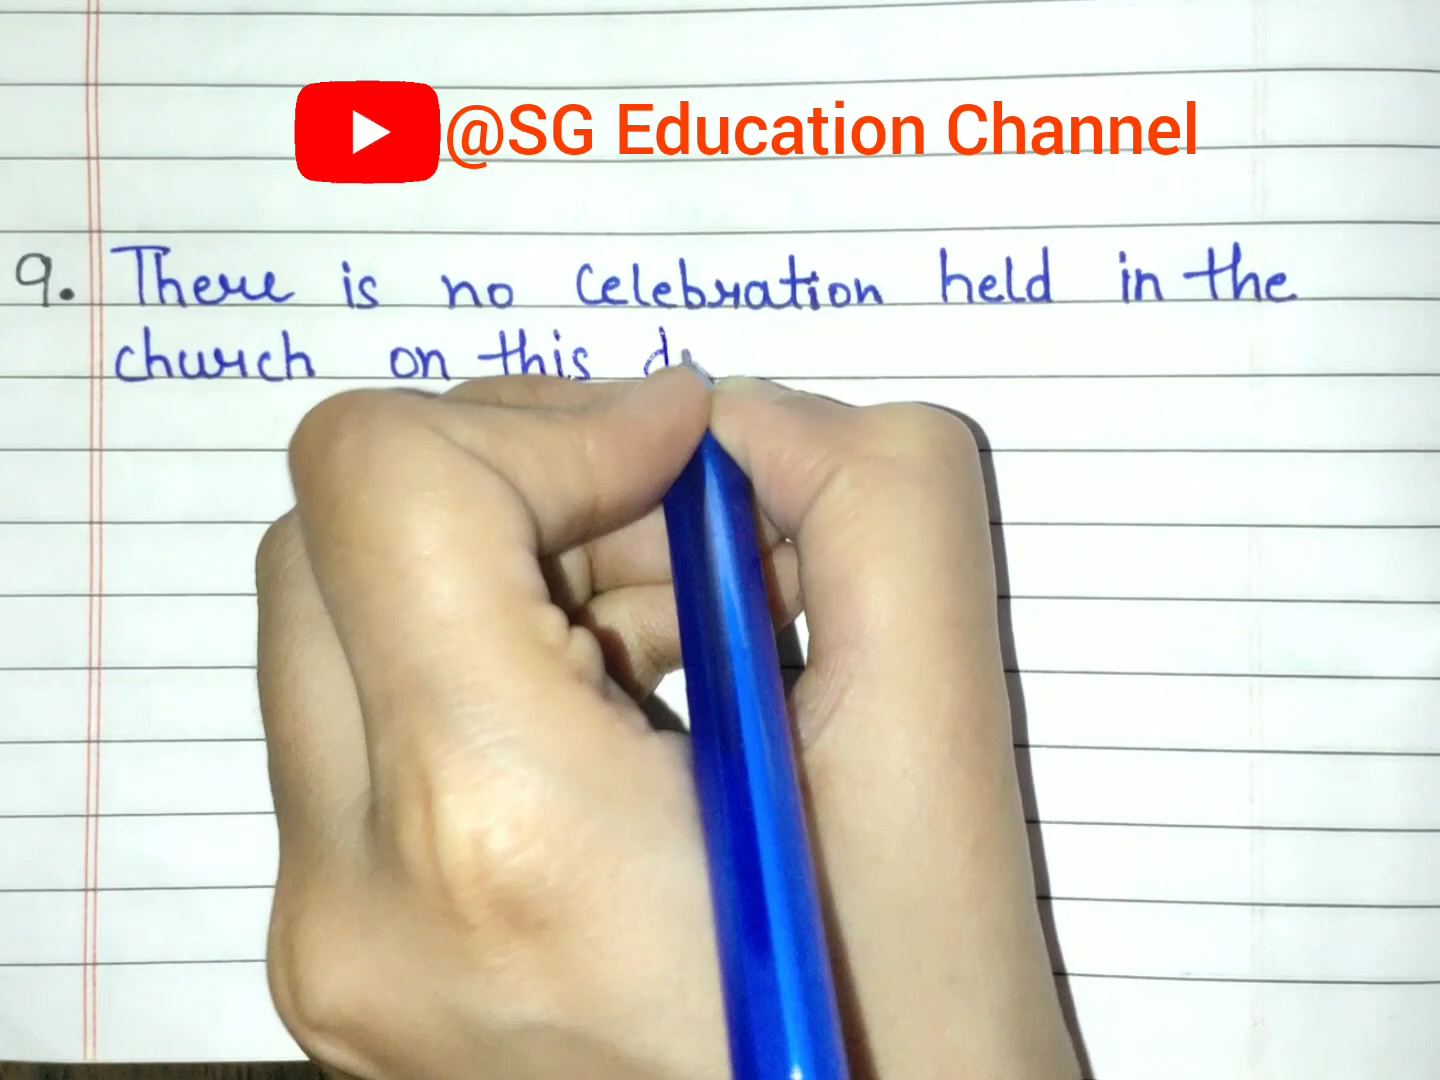 @SG Education Channel
9. There is no celebration held in the
church on this d